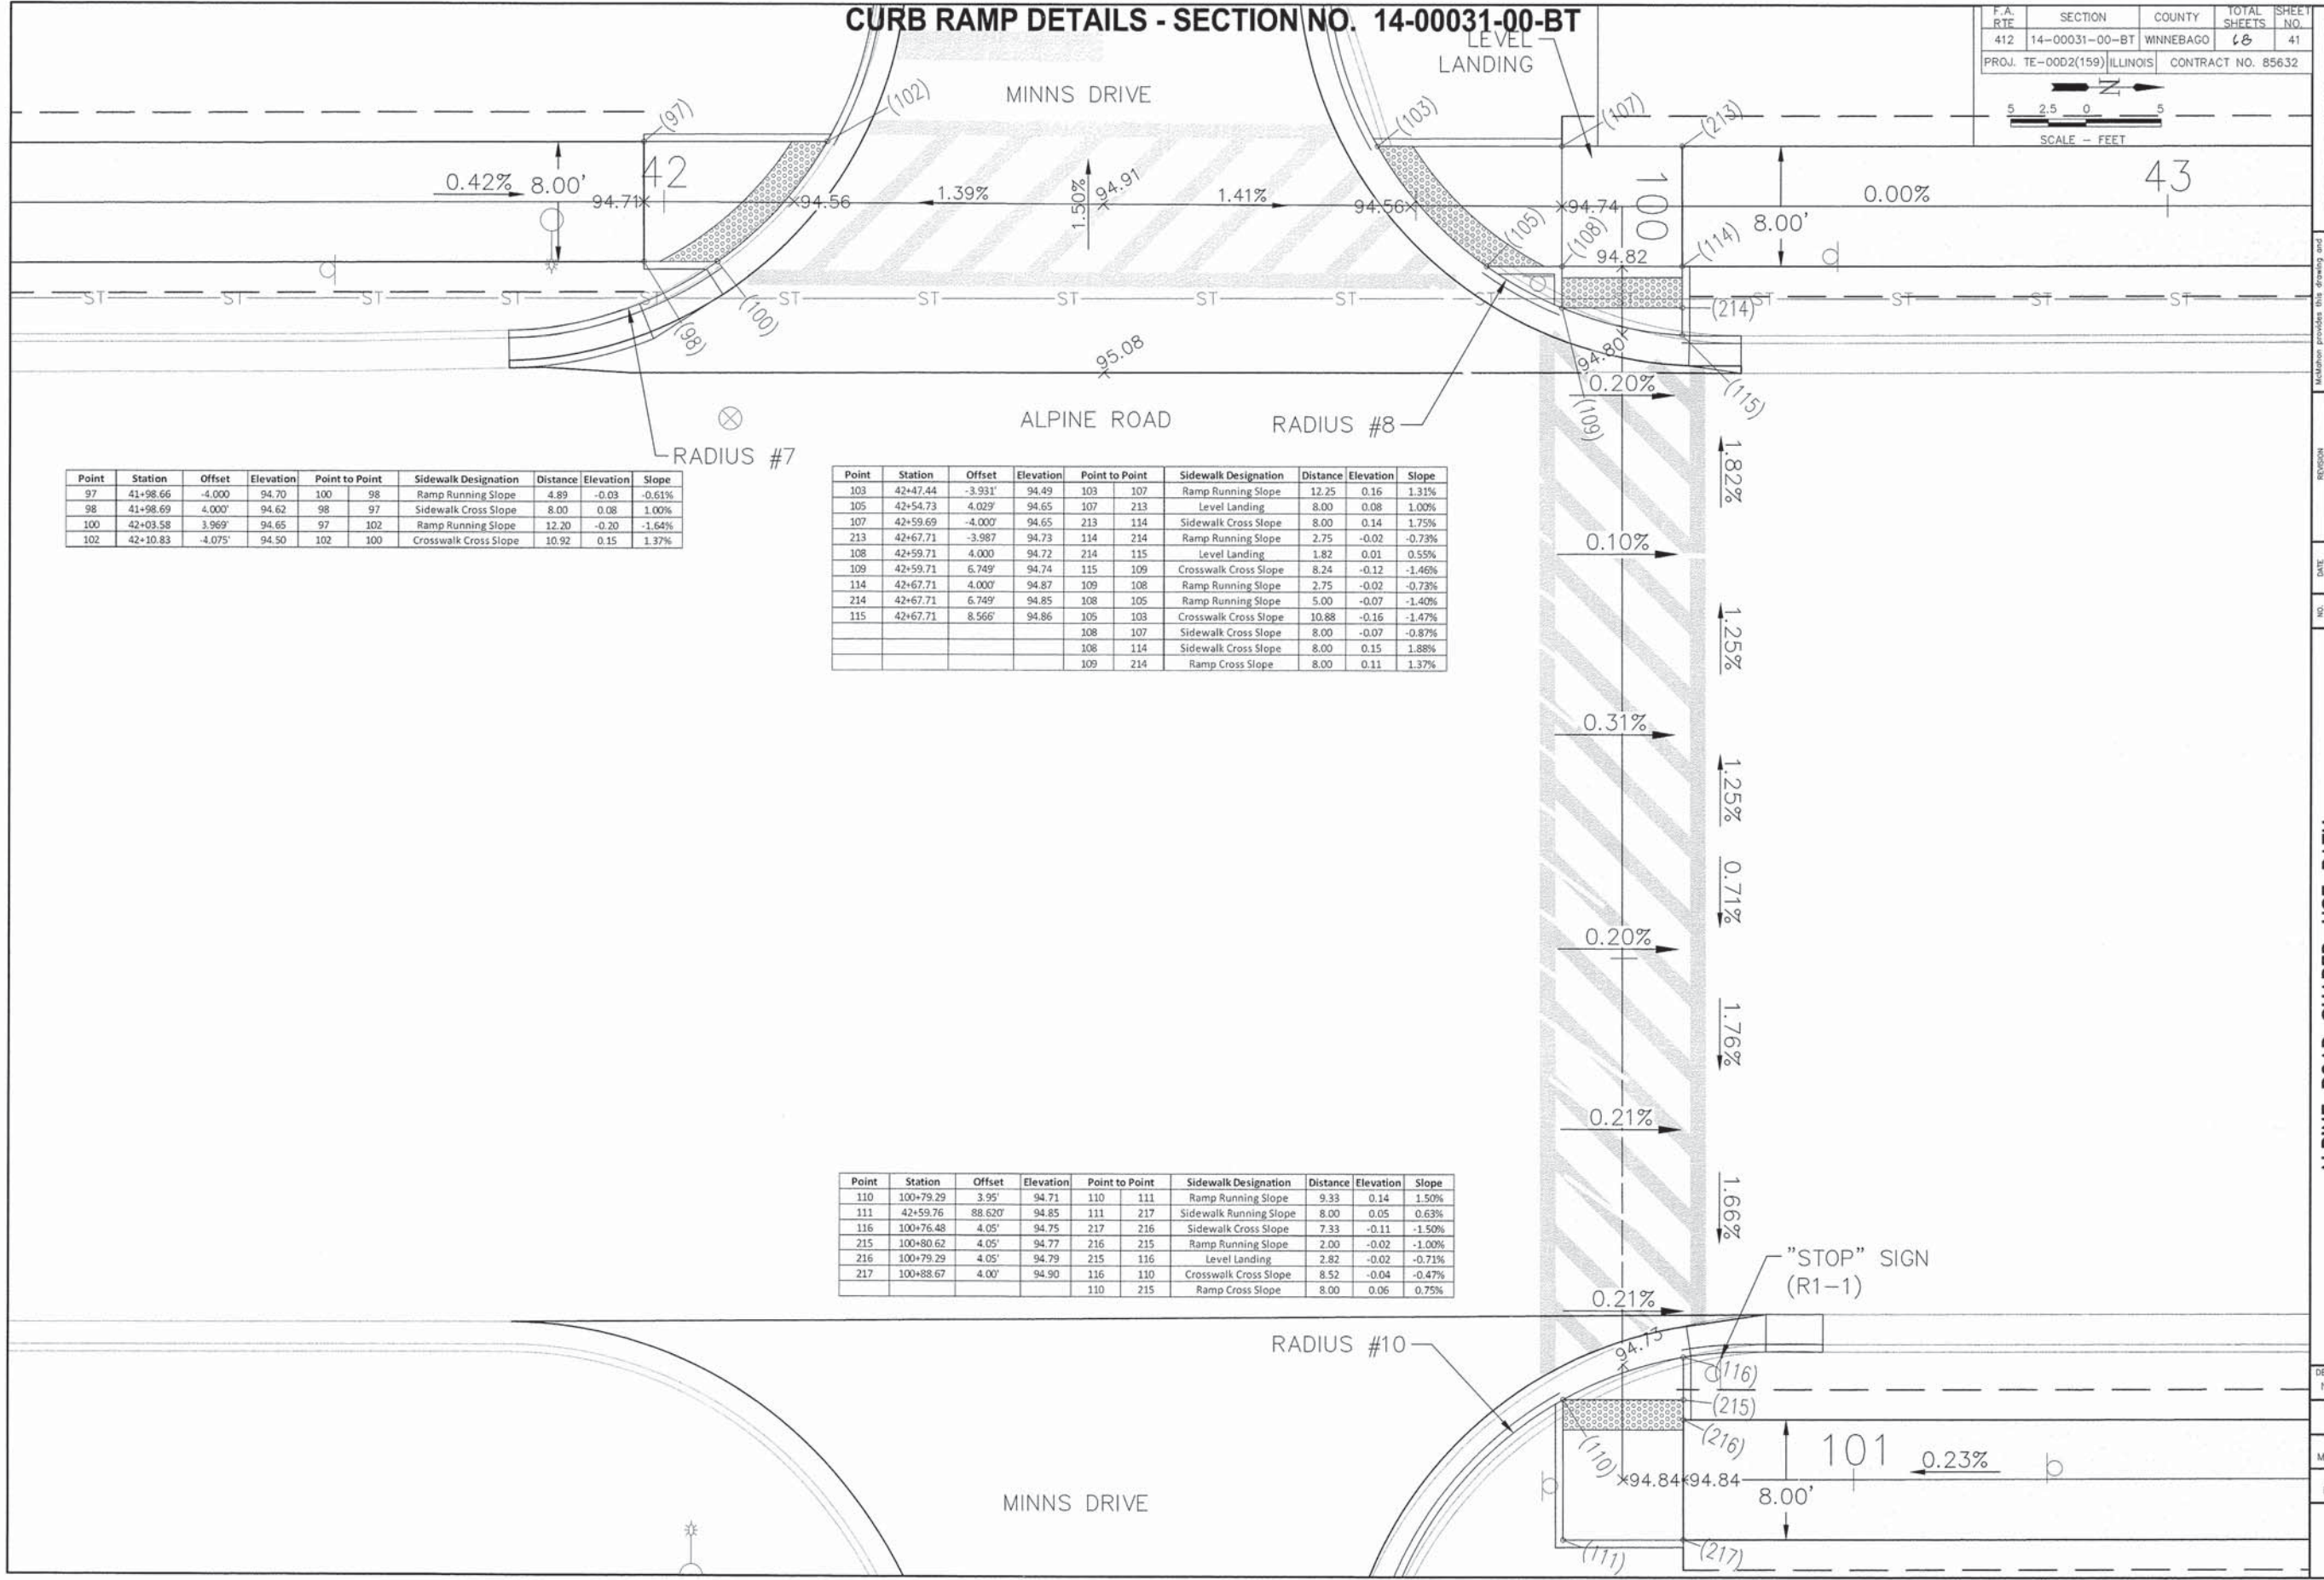 CURB RAMP DETAILS - SECTION NO. 14-00031-00-BT
F.A. RTE SECTION COUNTY TOTAL SHEETS SHEET NO.
412 14-00031-00-BT WINNEBAGO 68 41
PROJ. TE-00D2(159) ILLINOIS CONTRACT NO. 85632
N
5 2.5 0 5
SCALE - FEET
LEVEL
LANDING
MINNS DRIVE
(97)
(102)
(103)
(107)
(213)
42
0.42%
8.00'
94.71
94.56
1.39%
1.50%
94.91
1.41%
94.56
94.74
100
0.00%
43
8.00'
(105)
(108)
94.82
(114)
ST ST ST ST ST ST ST ST ST ST ST ST ST ST ST
(98)
(100)
(214)
95.08
94.80
0.20%
(109)
(115)
ALPINE ROAD
RADIUS #8
RADIUS #7
Point Station Offset Elevation Point to Point Sidewalk Designation Distance Elevation Slope
97 41+98.66 -4.000 94.70 100 98 Ramp Running Slope 4.89 -0.03 -0.61%
98 41+98.69 4.000' 94.62 98 97 Sidewalk Cross Slope 8.00 0.08 1.00%
100 42+03.58 3.969' 94.65 97 102 Ramp Running Slope 12.20 -0.20 -1.64%
102 42+10.83 -4.075' 94.50 102 100 Crosswalk Cross Slope 10.92 0.15 1.37%
Point Station Offset Elevation Point to Point Sidewalk Designation Distance Elevation Slope
103 42+47.44 -3.931' 94.49 103 107 Ramp Running Slope 12.25 0.16 1.31%
105 42+54.73 4.029' 94.65 107 213 Level Landing 8.00 0.08 1.00%
107 42+59.69 -4.000' 94.65 213 114 Sidewalk Cross Slope 8.00 0.14 1.75%
213 42+67.71 -3.987 94.73 114 214 Ramp Running Slope 2.75 -0.02 -0.73%
108 42+59.71 4.000 94.72 214 115 Level Landing 1.82 0.01 0.55%
109 42+59.71 6.749' 94.74 115 109 Crosswalk Cross Slope 8.24 -0.12 -1.46%
114 42+67.71 4.000' 94.87 109 108 Ramp Running Slope 2.75 -0.02 -0.73%
214 42+67.71 6.749' 94.85 108 105 Ramp Running Slope 5.00 -0.07 -1.40%
115 42+67.71 8.566' 94.86 105 103 Crosswalk Cross Slope 10.88 -0.16 -1.47%
108 107 Sidewalk Cross Slope 8.00 -0.07 -0.87%
108 114 Sidewalk Cross Slope 8.00 0.15 1.88%
109 214 Ramp Cross Slope 8.00 0.11 1.37%
1.82%
0.10%
1.25%
0.31%
1.25%
0.71%
0.20%
1.76%
0.21%
1.66%
Point Station Offset Elevation Point to Point Sidewalk Designation Distance Elevation Slope
110 100+79.29 3.95' 94.71 110 111 Ramp Running Slope 9.33 0.14 1.50%
111 42+59.76 88.620' 94.85 111 217 Sidewalk Running Slope 8.00 0.05 0.63%
116 100+76.48 4.05' 94.75 217 216 Sidewalk Cross Slope 7.33 -0.11 -1.50%
215 100+80.62 4.05' 94.77 216 215 Ramp Running Slope 2.00 -0.02 -1.00%
216 100+79.29 4.05' 94.79 215 116 Level Landing 2.82 -0.02 -0.71%
217 100+88.67 4.00' 94.90 116 110 Crosswalk Cross Slope 8.52 -0.04 -0.47%
110 215 Ramp Cross Slope 8.00 0.06 0.75%
"STOP" SIGN
(R1-1)
0.21%
RADIUS #10
94.73
(116)
(215)
(216)
(110)
101
0.23%
94.84
94.84
8.00'
MINNS DRIVE
(111)
(217)
McMahon provides this drawing and
REVISION
DATE
NO.